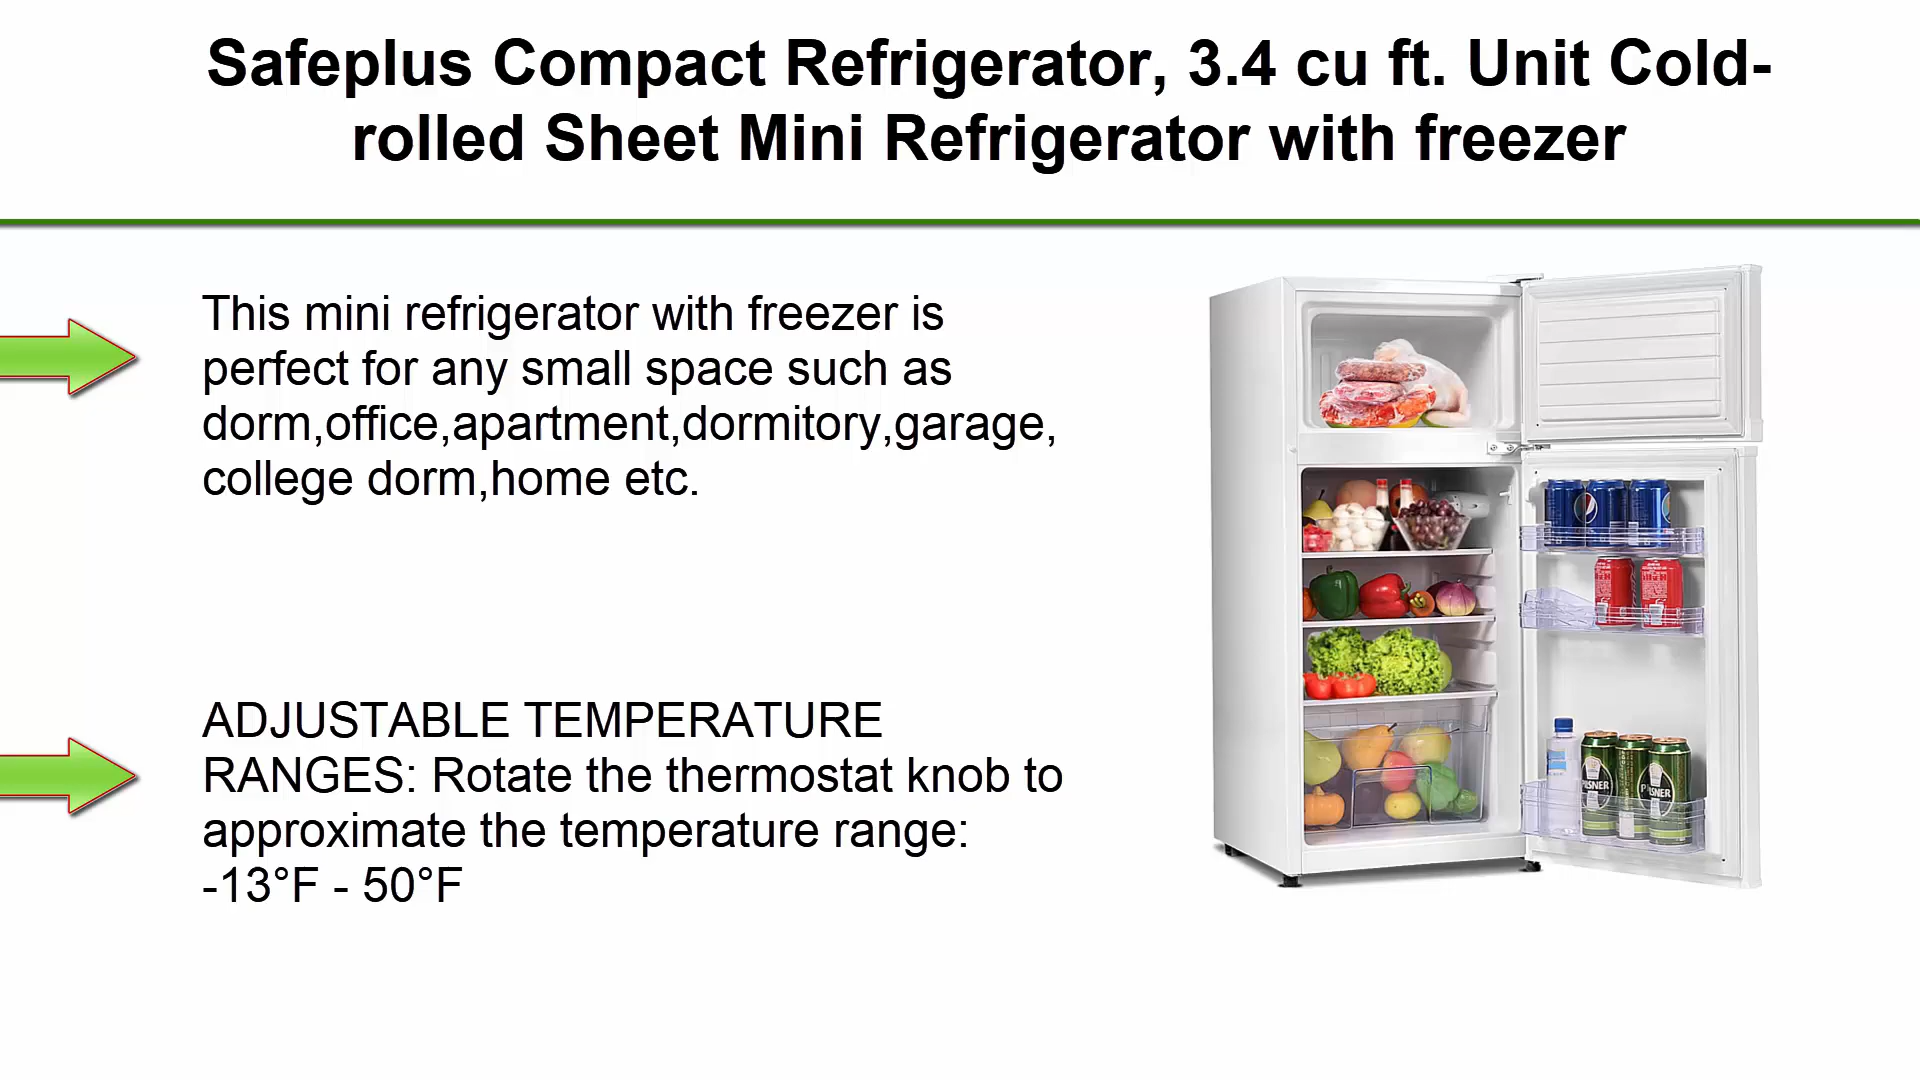 Safeplus Compact Refrigerator, 3.4 cu ft. Unit Cold-
rolled Sheet Mini Refrigerator with freezer
This mini refrigerator with freezer is
perfect for any small space such as
dorm,office,apartment,dormitory,garage,
college dorm,home etc.
ADJUSTABLE TEMPERATURE
RANGES: Rotate the thermostat knob to
approximate the temperature range:
-13°F - 50°F
PILSNER